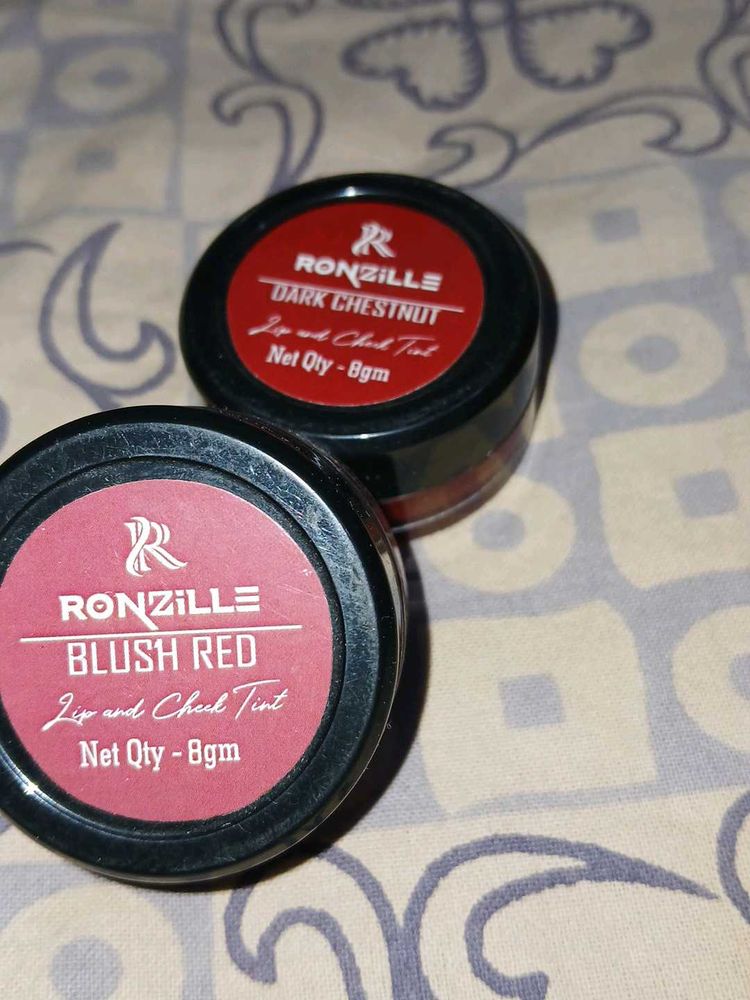 RONZiLLE
DARK CHESTNUT
Lip and Cheek Tint
Net Qty - 8gm
R
RONZiLLE
BLUSH RED
Lip and Cheek Tint
Net Qty - 8gm